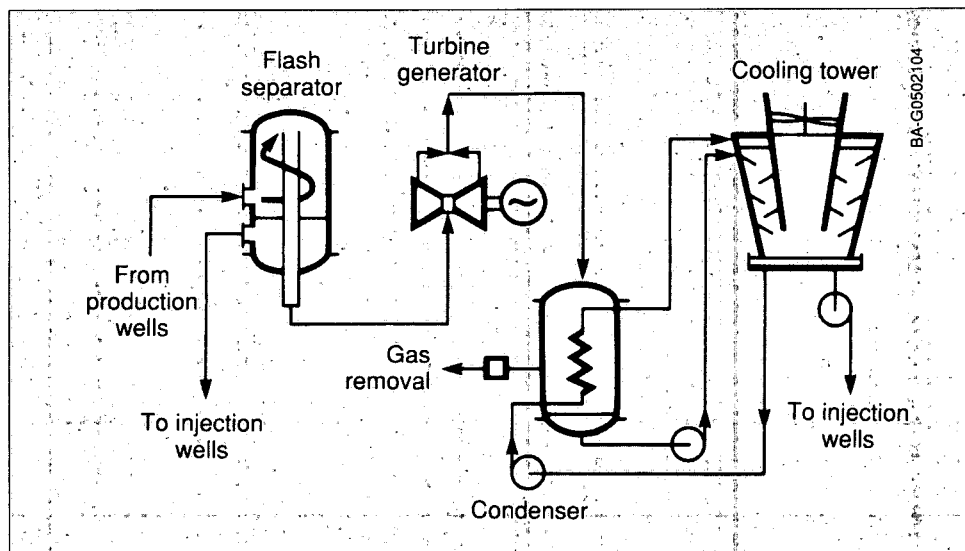 Flash
separator
Turbine
generator
Cooling tower
BA-G0502104
From
production
wells
Gas
removal
To injection
wells
To injection
wells
Condenser